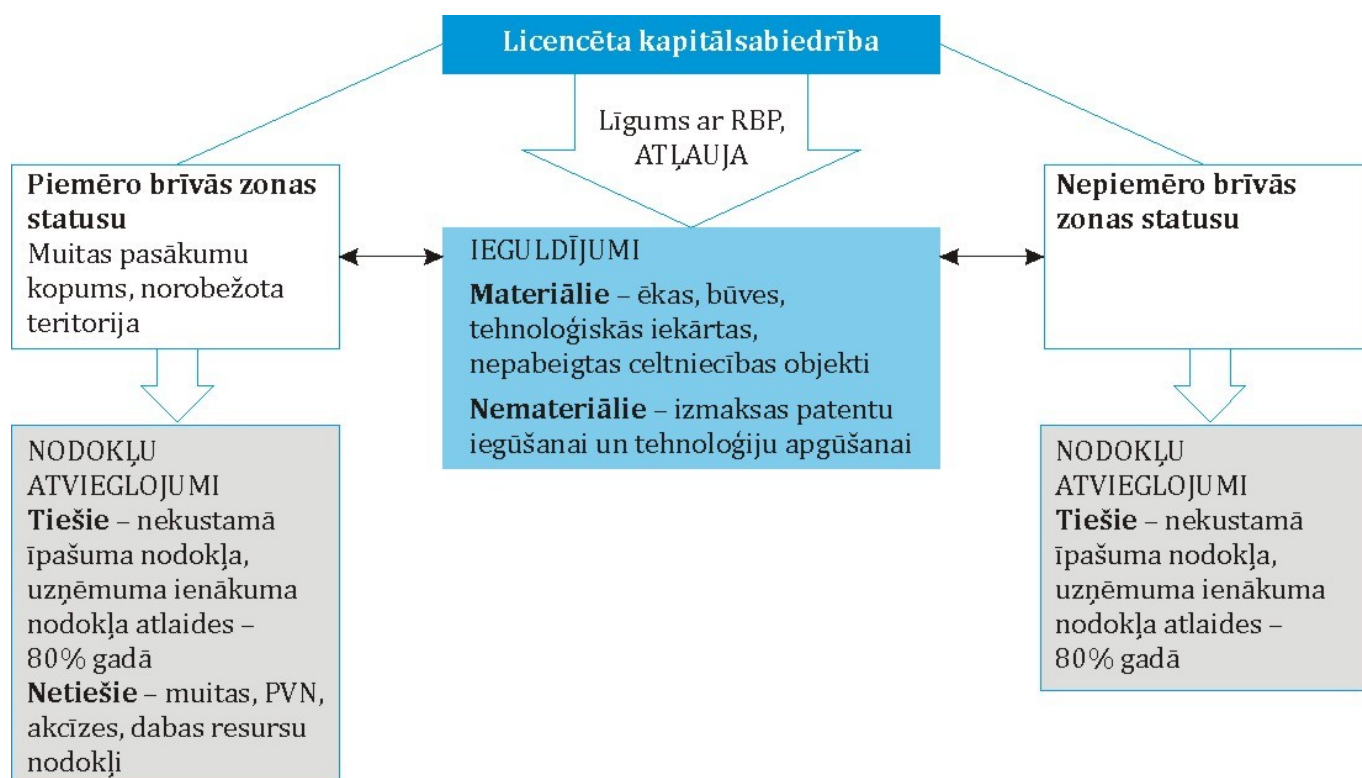 Licencēta kapitālsabiedrība
Līgums ar RBP,
ATĻAUJA
Piemēro brīvās zonas
statusu
Muitas pasākumu
kopums, norobežota
teritorija
IEGULDĪJUMI
Materiālie – ēkas, būves,
tehnoloģiskās iekārtas,
nepabeigtas celtniecības objekti
Nemateriālie – izmaksas patentu
iegūšanai un tehnoloģiju apgūšanai
Nepiemēro brīvās
zonas statusu
NODOKĻU
ATVIEGLOJUMI
Tiešie – nekustamā
īpašuma nodokļa,
uzņēmuma ienākuma
nodokļa atlaides –
80% gadā
Netiešie – muitas, PVN,
akcīzes, dabas resursu
nodokļi
NODOKĻU
ATVIEGLOJUMI
Tiešie – nekustamā
īpašuma nodokļa,
uzņēmuma ienākuma
nodokļa atlaides –
80% gadā